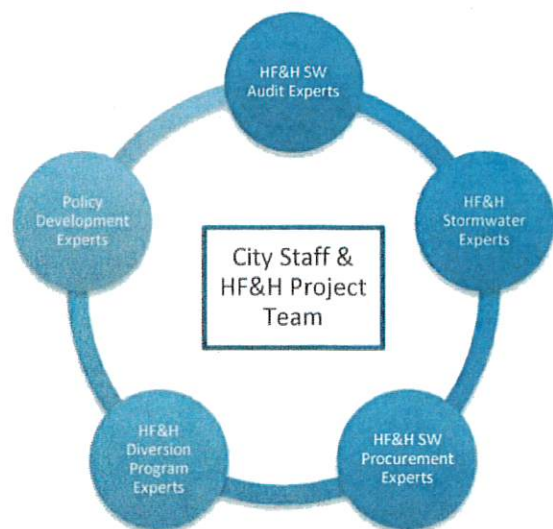 HF&H SW
Audit Experts
HF&H
Stormwater
Experts
HF&H SW
Procurement
Experts
HF&H
Diversion
Program
Experts
Policy
Development
Experts
City Staff &
HF&H Project
Team